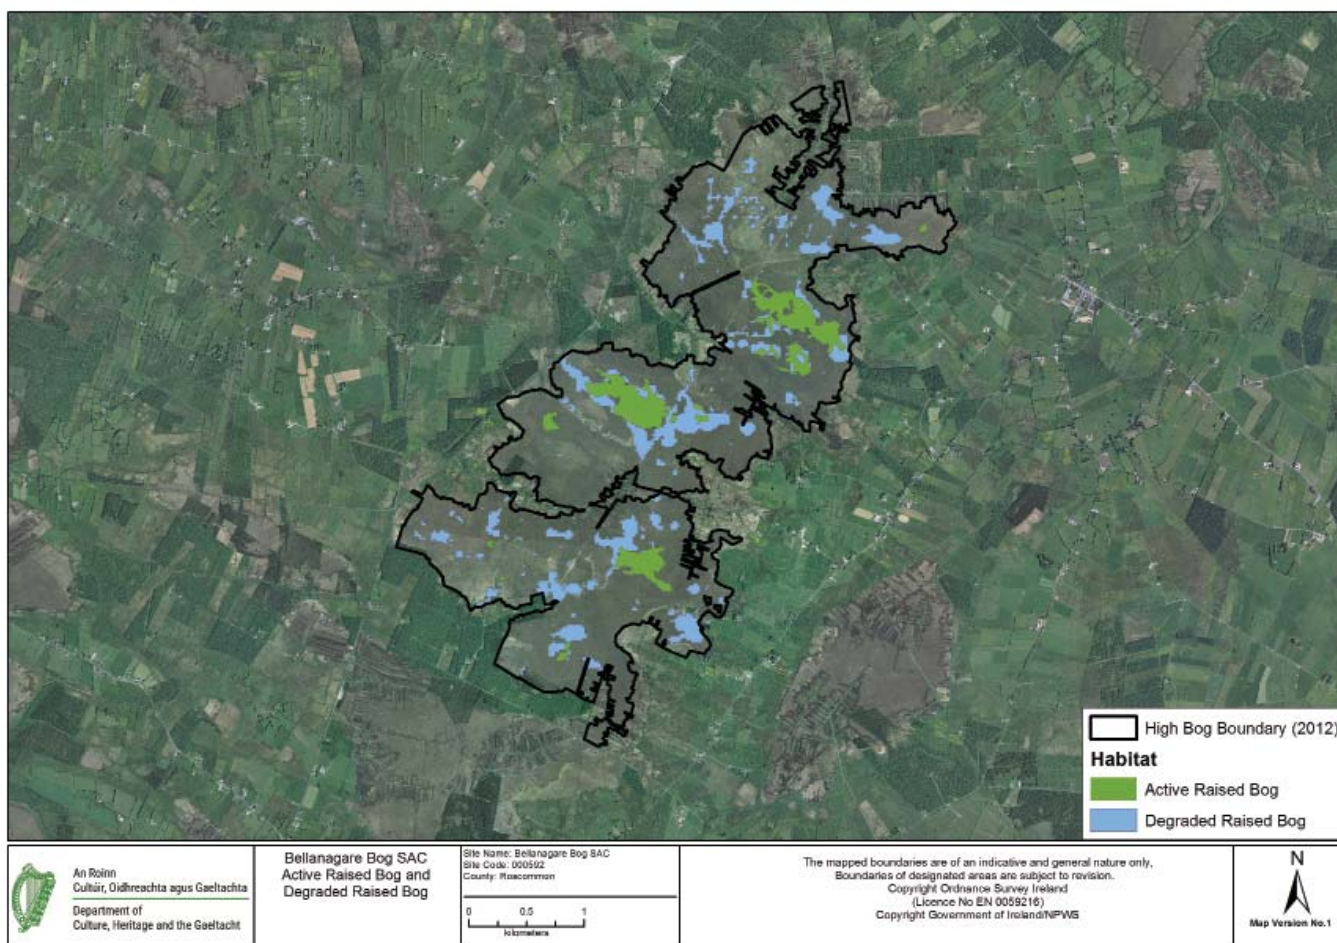 High Bog Boundary (2012)
Habitat
Active Raised Bog
Degraded Raised Bog
An Roinn
Cultúir, Oidhreachta agus Gaeltachta
Department of
Culture, Heritage and the Gaeltacht
Bellanagare Bog SAC
Active Raised Bog and
Degraded Raised Bog
Site Name: Bellanagare Bog SAC
Site Code: 000592
County: Roscommon
0 0.5 1
kilometers
The mapped boundaries are of an indicative and general nature only,
Boundaries of designated areas are subject to revision.
Copyright Ordnance Survey Ireland
(Licence No EN 0059216)
Copyright Government of Ireland/NPWS
N
Map Version No.1